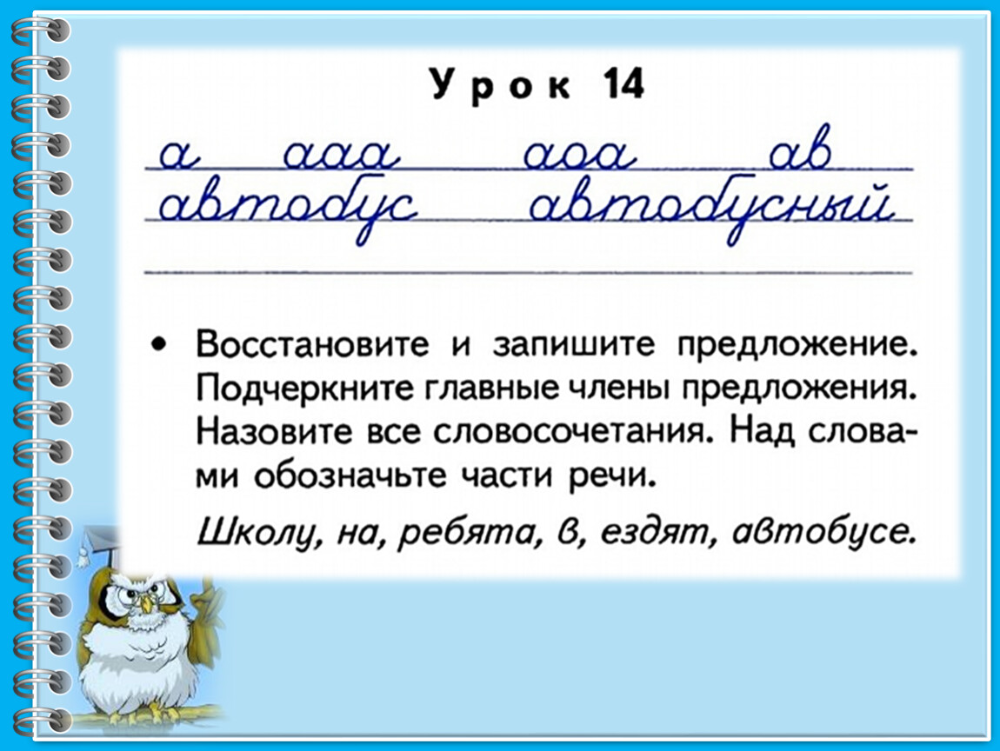 Урок 14
а ааа аоа ав
автобус автобусный
• Восстановите и запишите предложение.
Подчеркните главные члены предложения.
Назовите все словосочетания. Над слова-
ми обозначьте части речи.
Школу, на, ребята, в, ездят, автобусе.